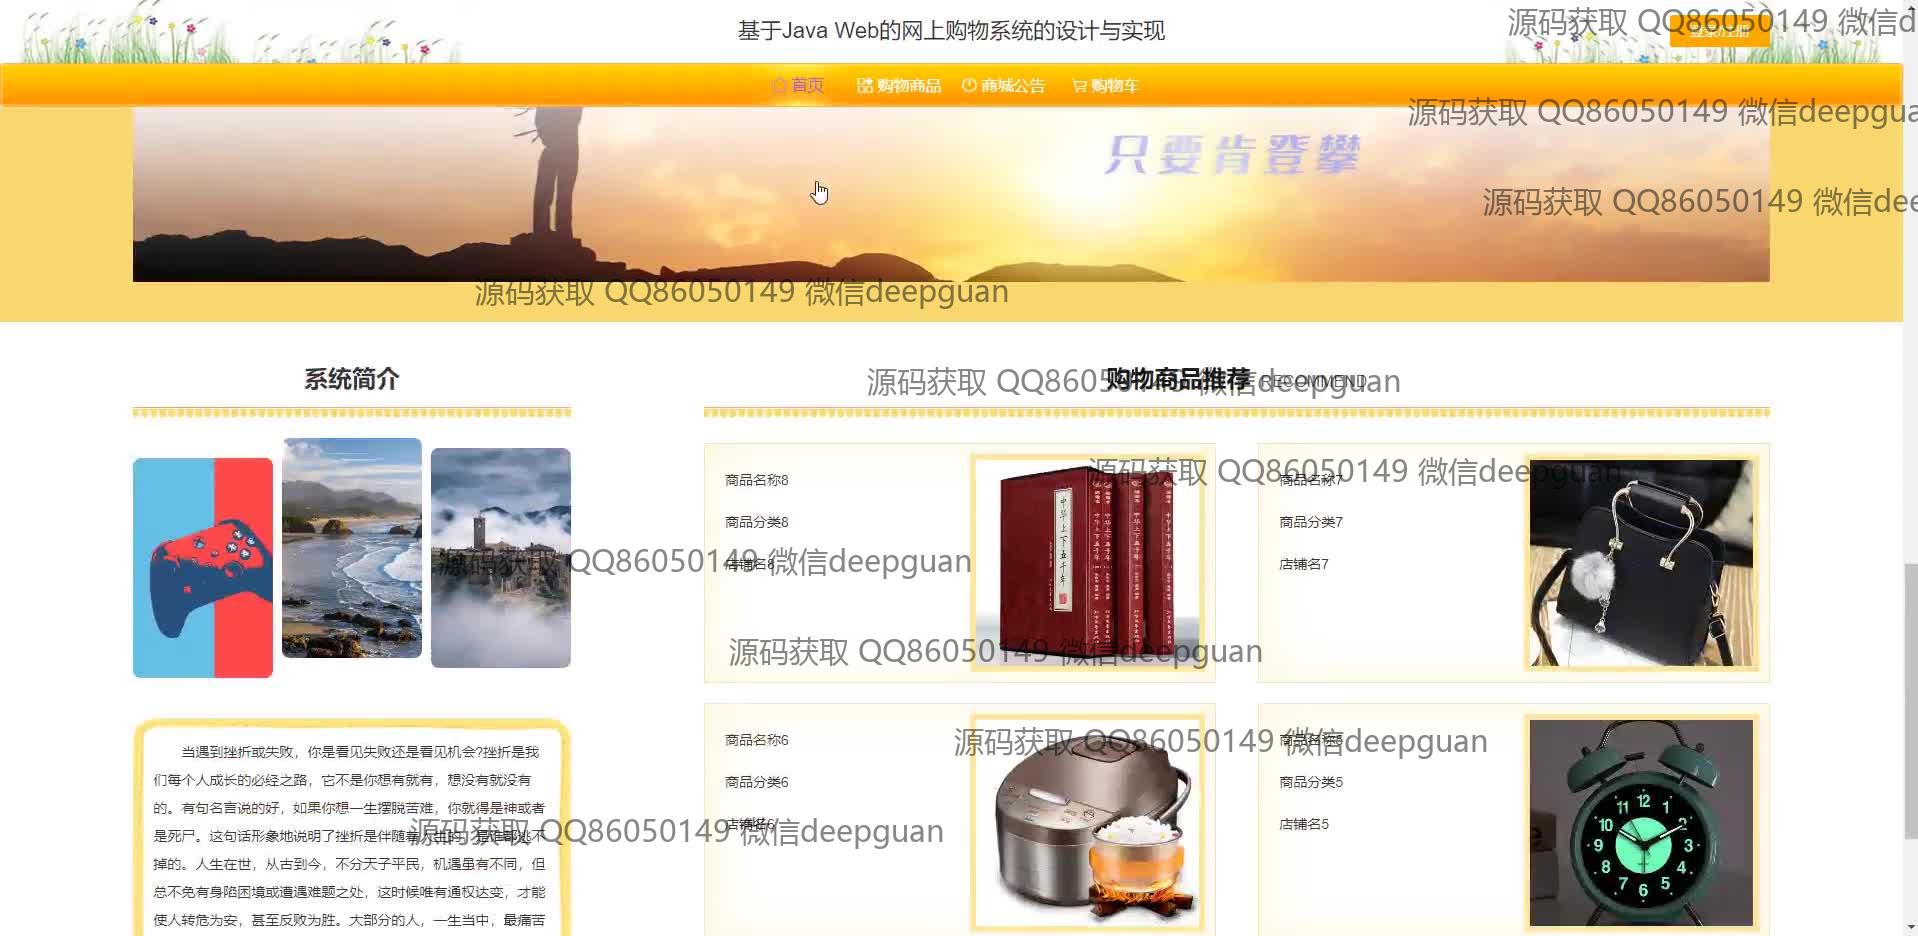 基于Java Web的网上购物系统的设计与实现
登录/注册
源码获取 QQ86050149 微信d
首页 购物商品 商城公告 购物车
源码获取 QQ86050149 微信deepgua
只要肯登攀
源码获取 QQ86050149 微信dee
源码获取 QQ86050149 微信deepguan
系统简介
购物商品推荐 RECOMMEND
源码获取 QQ86050149 微信deepguan
商品名称8
商品分类8
店铺名8
中华上下五千年
商品名称7
商品分类7
店铺名7
源码获取 QQ86050149 微信deepguan
源码获取 QQ86050149 微信deepguan
源码获取 QQ86050149 微信deepguan
商品名称6
商品分类6
店铺名6
商品名称5
商品分类5
店铺名5
12 1 2 3 4 5 6 7 8 9 10 11
源码获取 QQ86050149 微信deepguan
源码获取 QQ86050149 微信deepguan
当遇到挫折或失败，你是看见失败还是看见机会?挫折是我
们每个人成长的必经之路，它不是你想有就有，想没有就没有
的。有句名言说的好，如果你想一生摆脱苦难，你就得是神或者
是死尸。这句话形象地说明了挫折是伴随着人生的，是谁都逃不
掉的。人生在世，从古到今，不分天子平民，机遇虽有不同，但
总不免有身陷困境或遭遇难题之处，这时候唯有通权达变，才能
使人转危为安，甚至反败为胜。大部分的人，一生当中，最痛苦